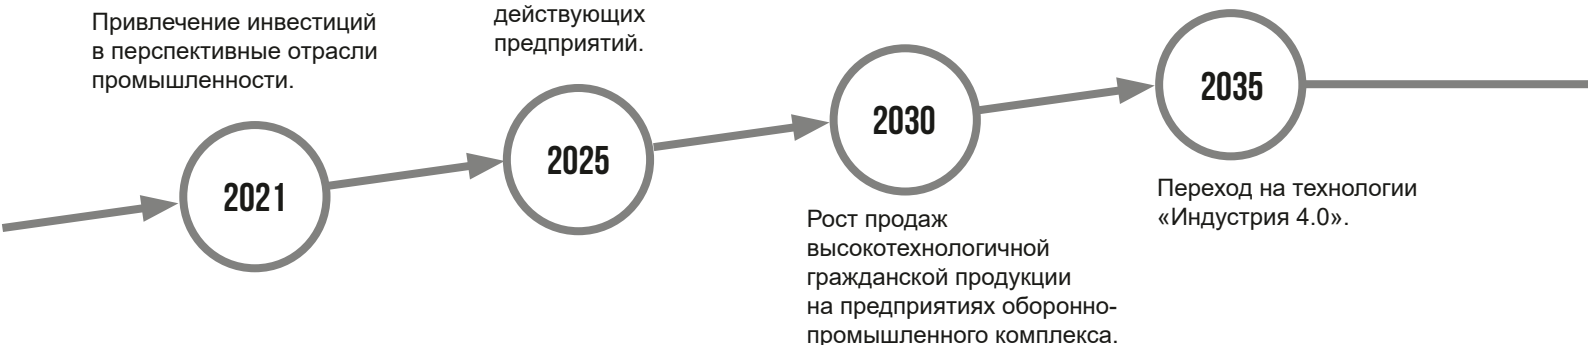 Привлечение инвестиций
в перспективные отрасли
промышленности.
2021
действующих
предприятий.
2025
2030
Рост продаж
высокотехнологичной
гражданской продукции
на предприятиях оборонно-
промышленного комплекса.
2035
Переход на технологии
«Индустрия 4.0».